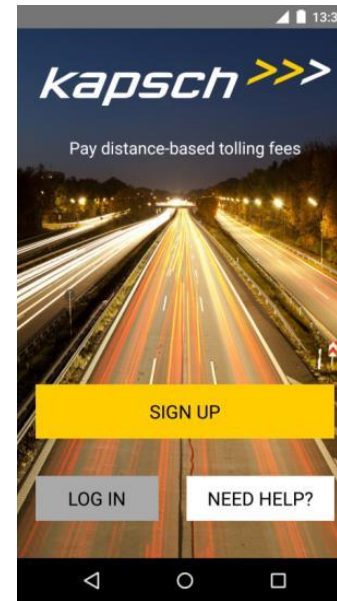 13:3
kapsch >>>
Pay distance-based tolling fees
SIGN UP
LOG IN
NEED HELP?